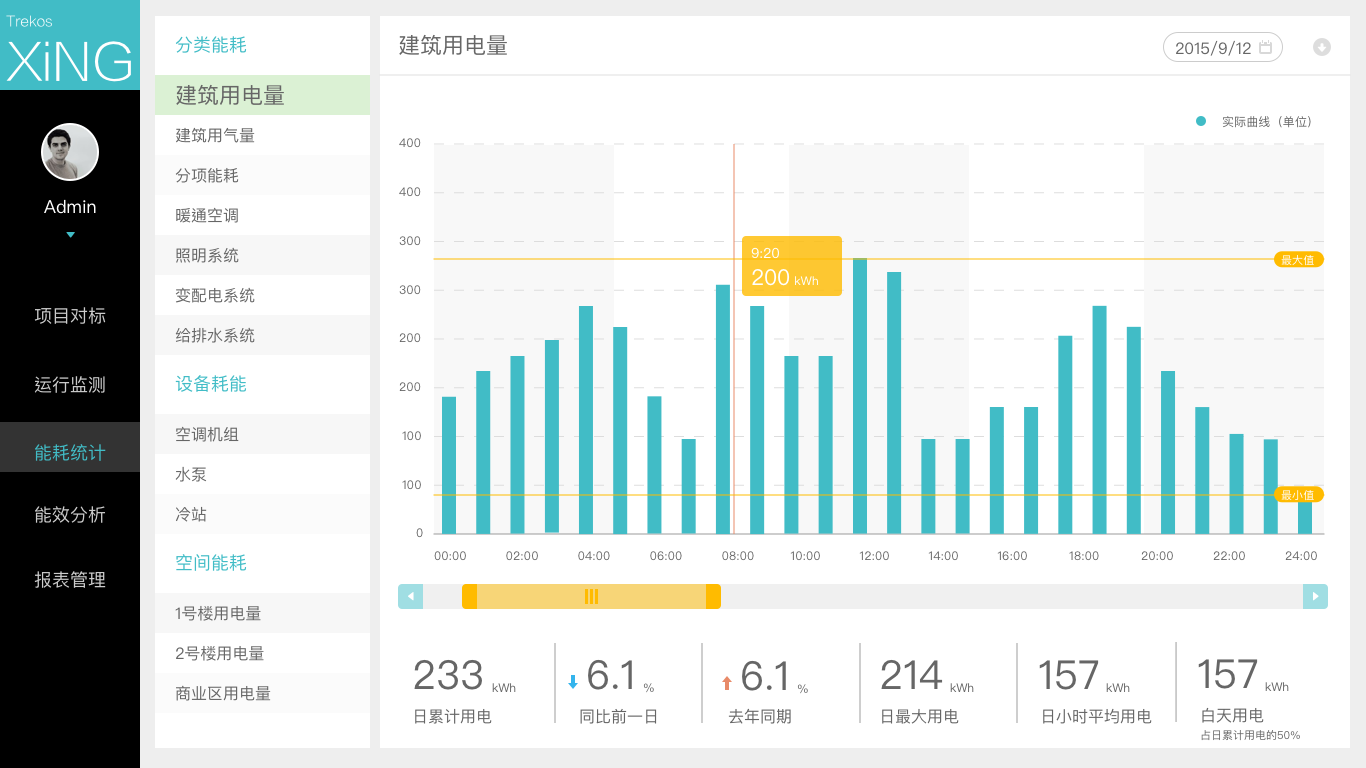 Trekos
XiNG
Admin
项目对标
运行监测
能耗统计
能效分析
报表管理
分类能耗
建筑用电量
建筑用气量
分项能耗
暖通空调
照明系统
变配电系统
给排水系统
设备耗能
空调机组
水泵
冷站
空间能耗
1号楼用电量
2号楼用电量
商业区用电量
建筑用电量
2015/9/12
实际曲线（单位）
400
400
300
300
200
200
100
100
0
9:20
200 kWh
最大值
最小值
00:00 02:00 04:00 06:00 08:00 10:00 12:00 14:00 16:00 18:00 20:00 22:00 24:00
233 kWh
日累计用电
6.1 %
同比前一日
6.1 %
去年同期
214 kWh
日最大用电
157 kWh
日小时平均用电
157 kWh
白天用电
占日累计用电的50%